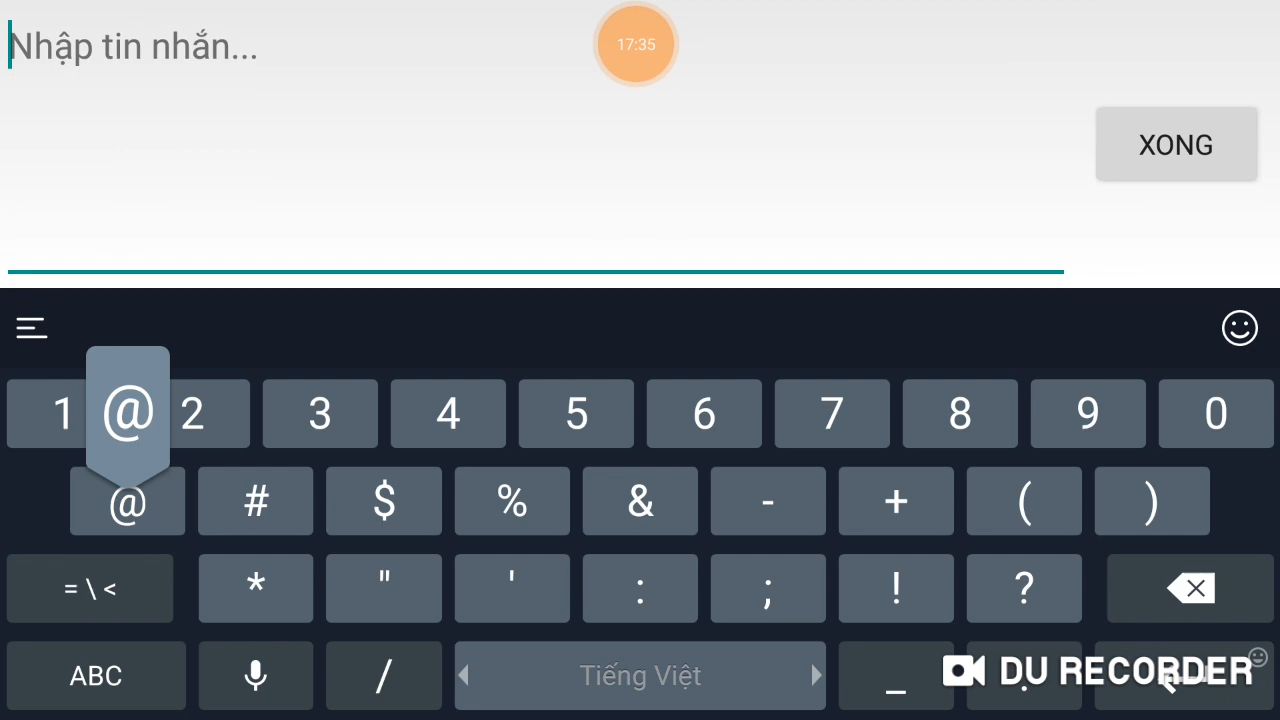 Nhập tin nhắn...
17:35
XONG
1 @ 2 3 4 5 6 7 8 9 0
@ # $ % & - + ( )
= \ < * " ' : ; ! ?
ABC / Tiếng Việt _ .
DU RECORDER